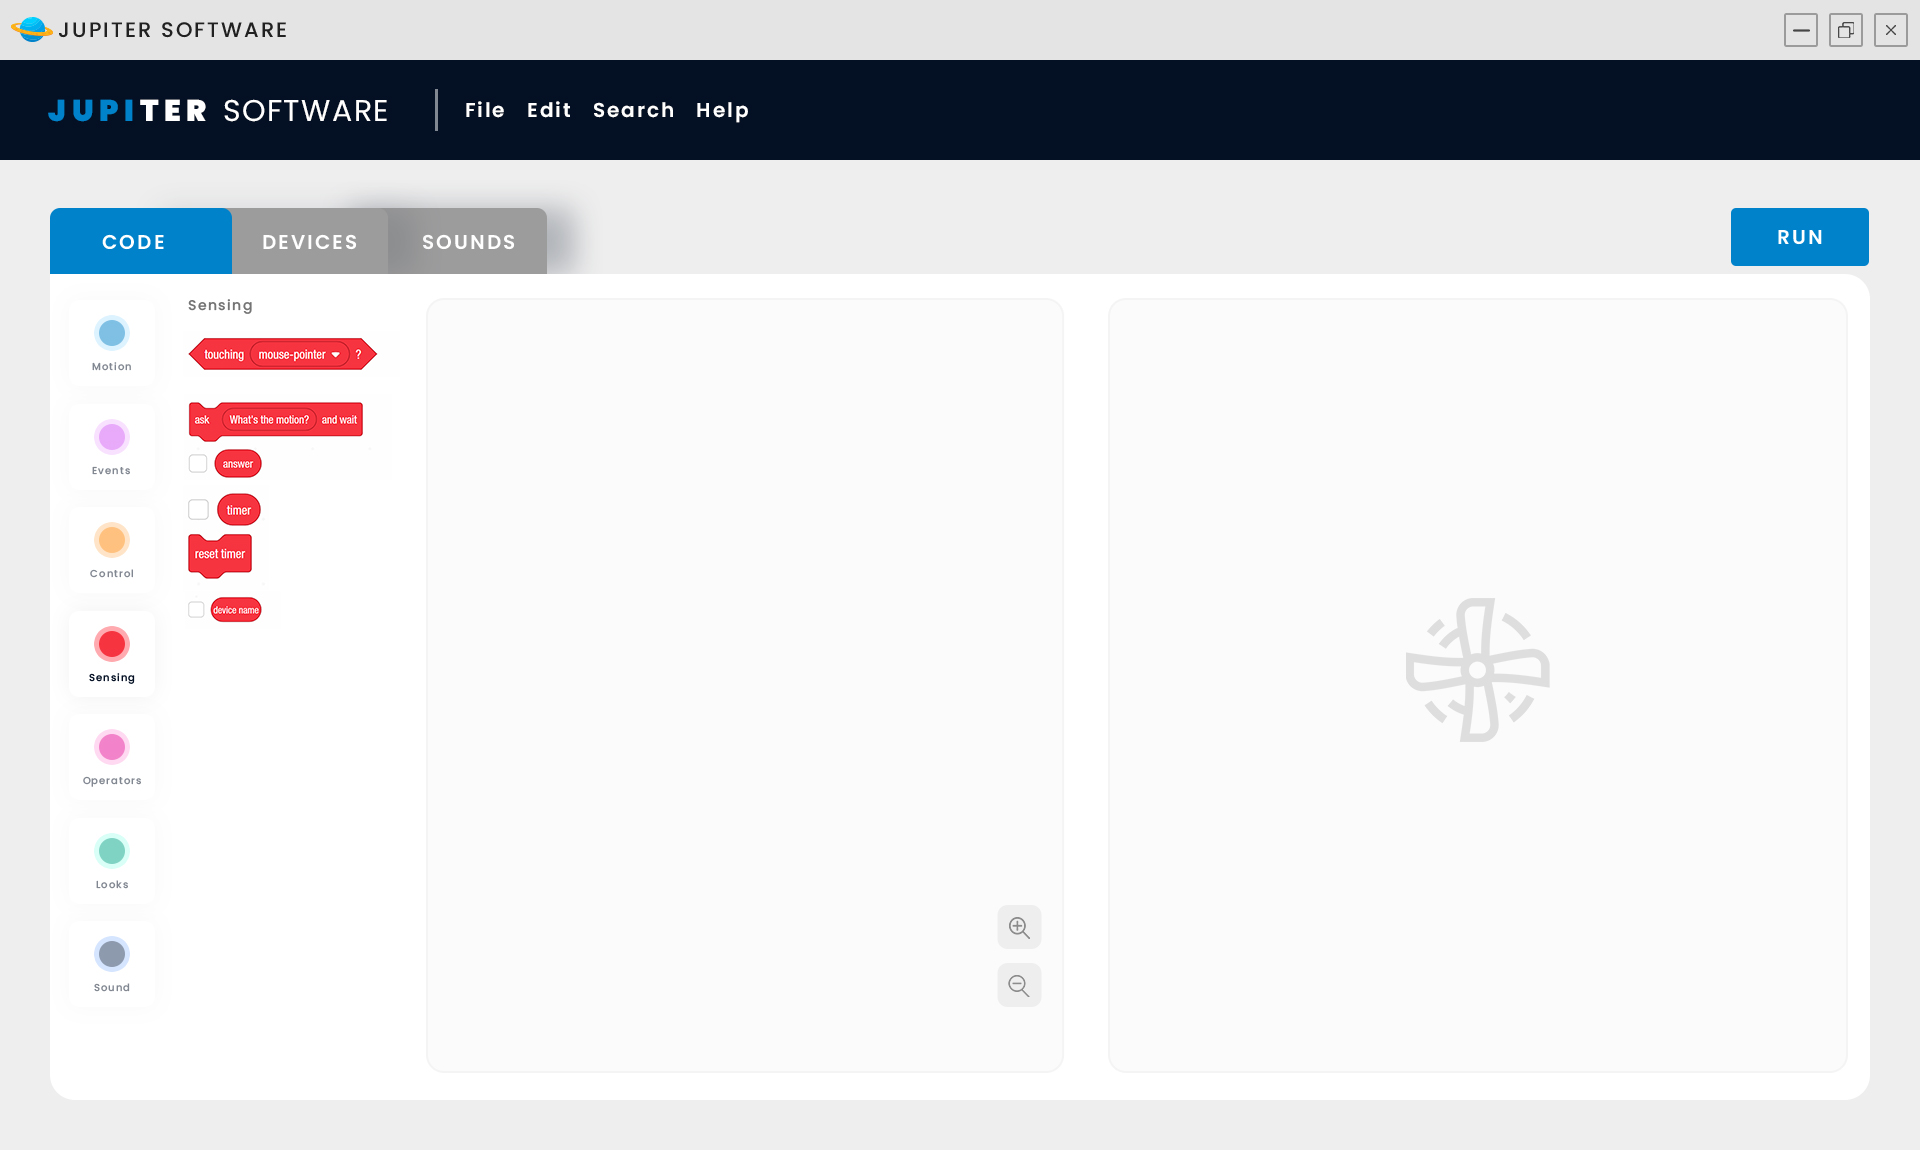 JUPITER SOFTWARE
JUPITER SOFTWARE
File Edit Search Help
CODE
DEVICES
SOUNDS
RUN
Motion
Events
Control
Sensing
Operators
Looks
Sound
Sensing
touching mouse-pointer ?
ask What's the motion? and wait
answer
timer
reset timer
device name